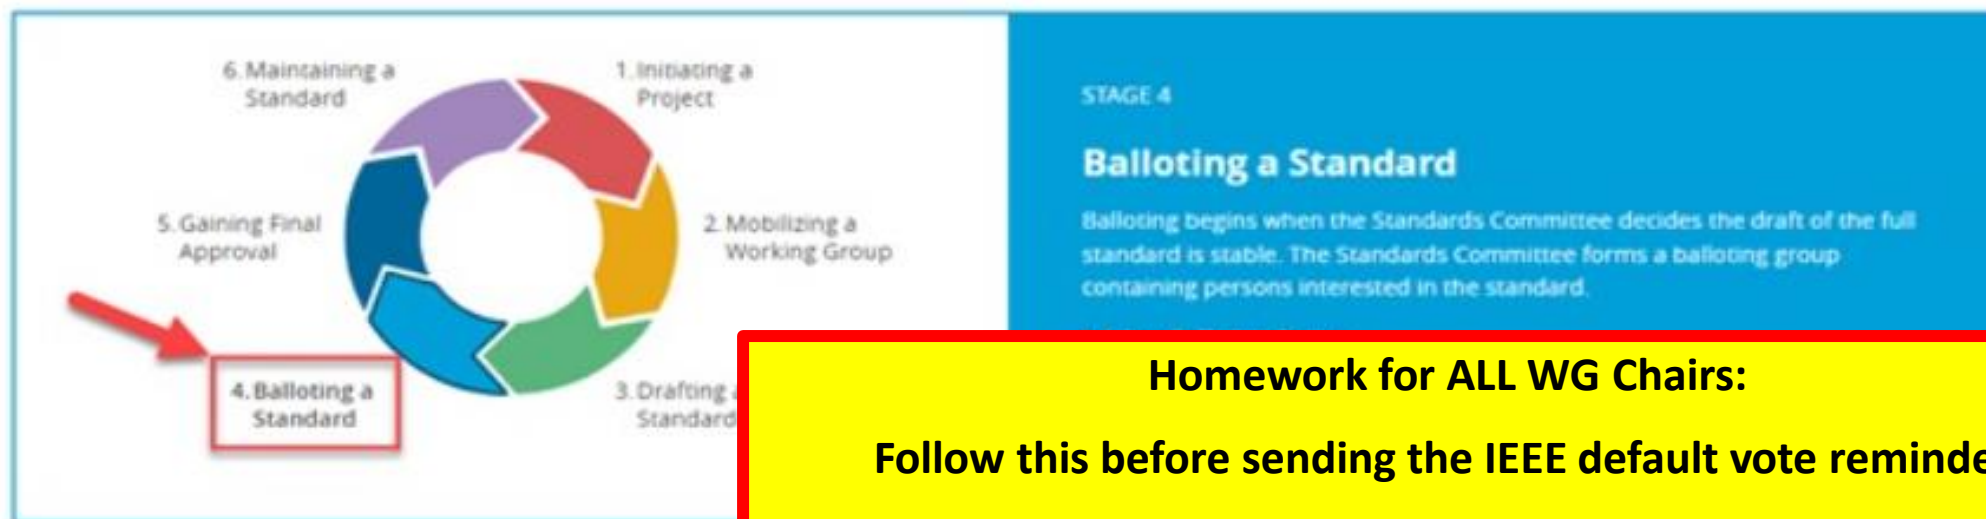 6. Maintaining a
Standard
1. Initiating a
Project
5. Gaining Final
Approval
2. Mobilizing a
Working Group
4. Balloting a
Standard
3. Drafting
Standard
STAGE 4
Balloting a Standard
Balloting begins when the Standards Committee decides the draft of the full
standard is stable. The Standards Committee forms a balloting group
containing persons interested in the standard.
Homework for ALL WG Chairs:
Follow this before sending the IEEE default vote reminde